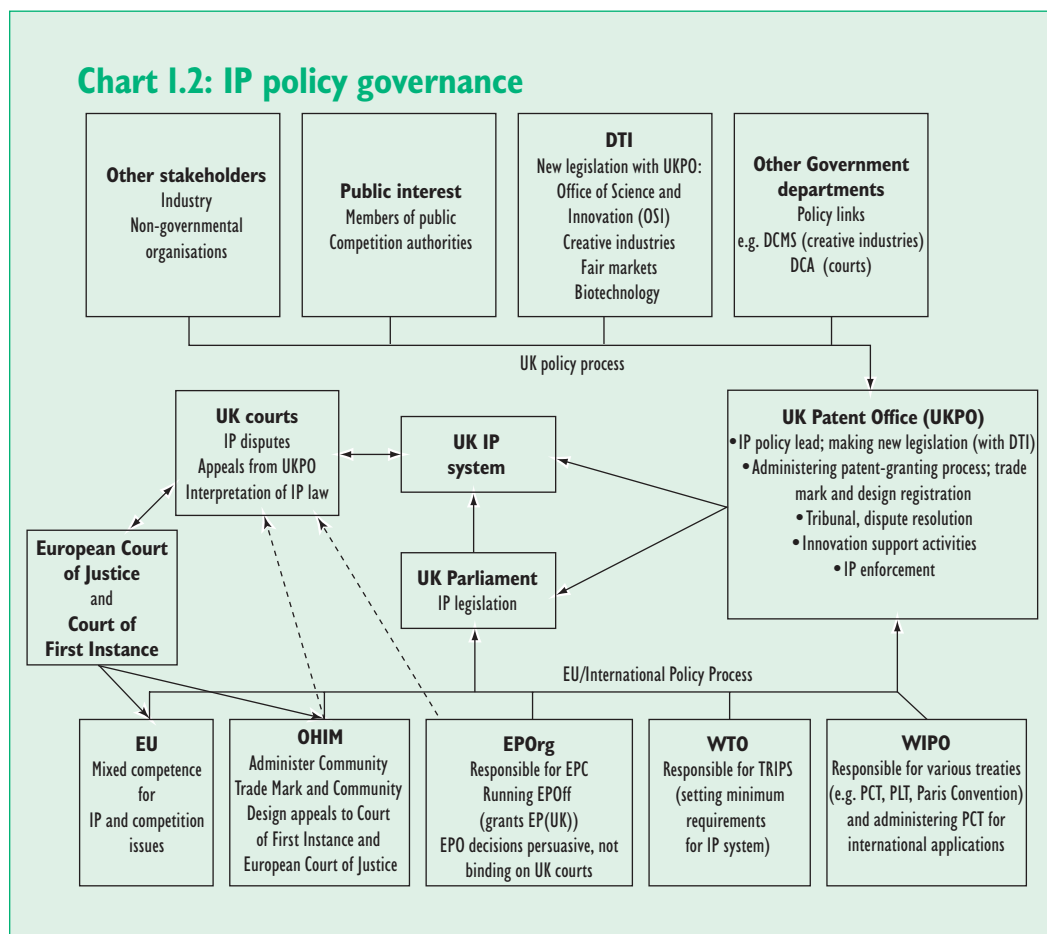 Chart I.2: IP policy governance
Other stakeholders
Industry
Non-governmental
organisations
Public interest
Members of public
Competition authorities
DTI
New legislation with UKPO:
Office of Science and
Innovation (OSI)
Creative industries
Fair markets
Biotechnology
Other Government
departments
Policy links
e.g. DCMS (creative industries)
DCA (courts)
UK policy process
UK courts
IP disputes
Appeals from UKPO
Interpretation of IP law
UK IP
system
UK Patent Office (UKPO)
•IP policy lead; making new legislation (with DTI)
•Administering patent-granting process; trade
mark and design registration
•Tribunal, dispute resolution
•Innovation support activities
•IP enforcement
European Court
of Justice
and
Court of
First Instance
UK Parliament
IP legislation
EU/International Policy Process
EU
Mixed competence
for
IP and competition
issues
OHIM
Administer Community
Trade Mark and Community
Design appeals to Court
of First Instance and
European Court of Justice
EPOrg
Responsible for EPC
Running EPOff
(grants EP(UK))
EPO decisions persuasive, not
binding on UK courts
WTO
Responsible for TRIPS
(setting minimum
requirements
for IP system)
WIPO
Responsible for various treaties
(e.g. PCT, PLT, Paris Convention)
and administering PCT for
international applications